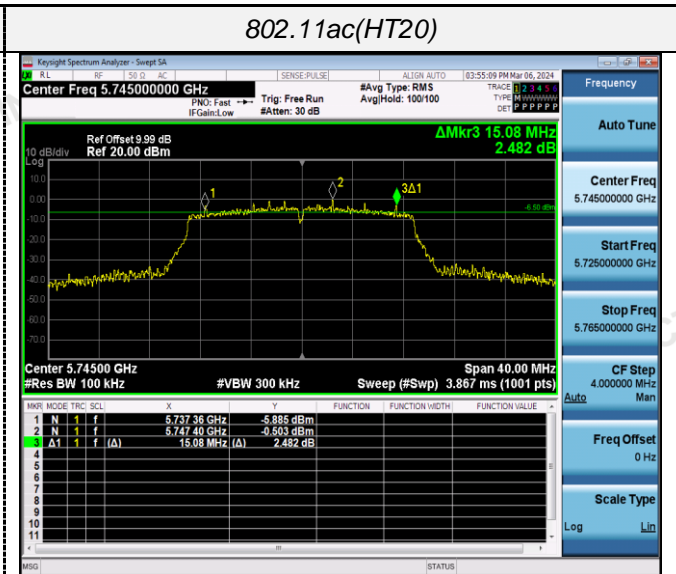 802.11ac(HT20)
Keysight Spectrum Analyzer - Swept SA
RL RF 50 Ω AC SENSE:PULSE ALIGN AUTO 03:55:09 PM Mar 06, 2024
Center Freq 5.745000000 GHz
PNO: Fast
IFGain:Low
Trig: Free Run
#Atten: 30 dB
#Avg Type: RMS
Avg|Hold: 100/100
TRACE 1 2 3 4 5 6
TYPE M WWWWW
DET P P P P P P
Ref Offset 9.99 dB
10 dB/div Ref 20.00 dBm
Log
ΔMkr3 15.08 MHz
2.482 dB
10.0
0.00
-10.0
-20.0
-30.0
-40.0
-50.0
-60.0
-70.0
1
2
3Δ1
-6.50 dBm
Center 5.74500 GHz Span 40.00 MHz
#Res BW 100 kHz #VBW 300 kHz Sweep (#Swp) 3.867 ms (1001 pts)
MKR MODE TRC SCL X Y FUNCTION FUNCTION WIDTH FUNCTION VALUE
1 N 1 f 5.737 36 GHz -5.885 dBm
2 N 1 f 5.747 40 GHz -0.503 dBm
3 Δ1 1 f (Δ) 15.08 MHz (Δ) 2.482 dB
4
5
6
7
8
9
10
11
MSG STATUS
Frequency
Auto Tune
Center Freq
5.745000000 GHz
Start Freq
5.725000000 GHz
Stop Freq
5.765000000 GHz
CF Step
4.000000 MHz
Auto Man
Freq Offset
0 Hz
Scale Type
Log Lin